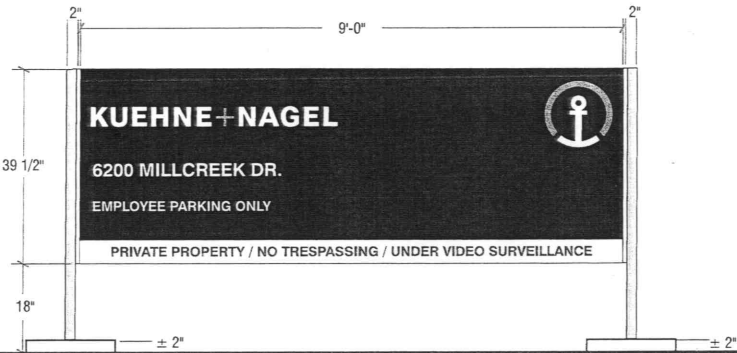 2" 9'-0" 2"
KUEHNE+NAGEL
39 1/2"
6200 MILLCREEK DR.
EMPLOYEE PARKING ONLY
PRIVATE PROPERTY / NO TRESPASSING / UNDER VIDEO SURVEILLANCE
18"
± 2" ± 2"